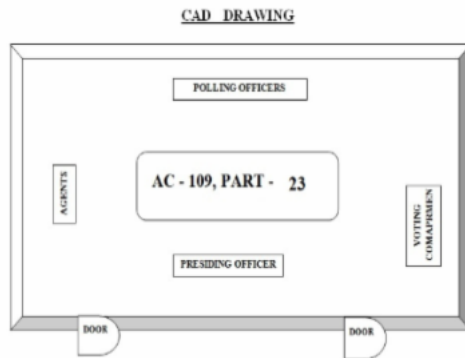 CAD DRAWING
POLLING OFFICERS
AGENTS
AC - 109, PART - 23
VOTING
COMAPRMEN
PRESIDING OFFICER
DOOR
DOOR